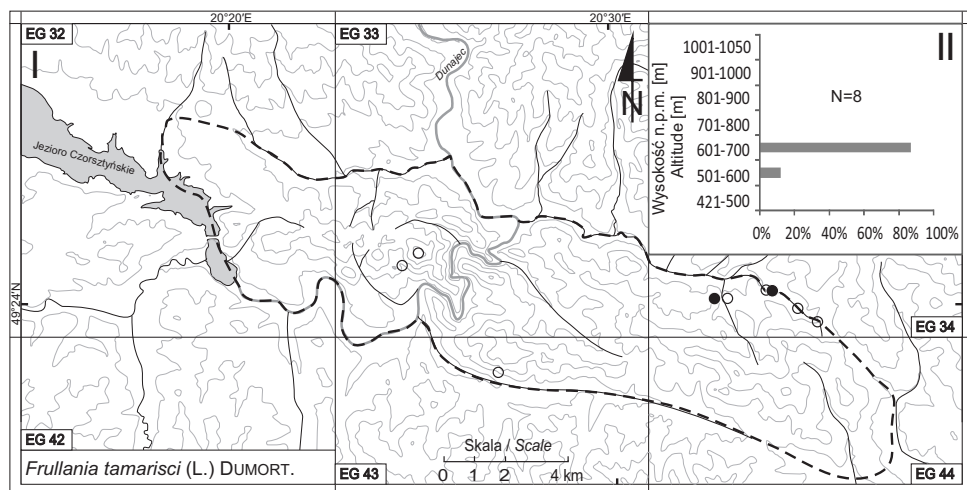 20°20'E
20°30'E
EG 32
EG 33
I
II
Dunajec
N
Jezioro Czorsztyńskie
Wysokość n.p.m. [m]
Altitude [m]
1001-1050
901-1000
801-900
701-800
601-700
501-600
421-500
N=8
0% 20% 40% 60% 80% 100%
49°24'N
EG 34
EG 42
Frullania tamarisci (L.) DUMORT.
EG 43
Skala / Scale
0 1 2 4 km
EG 44